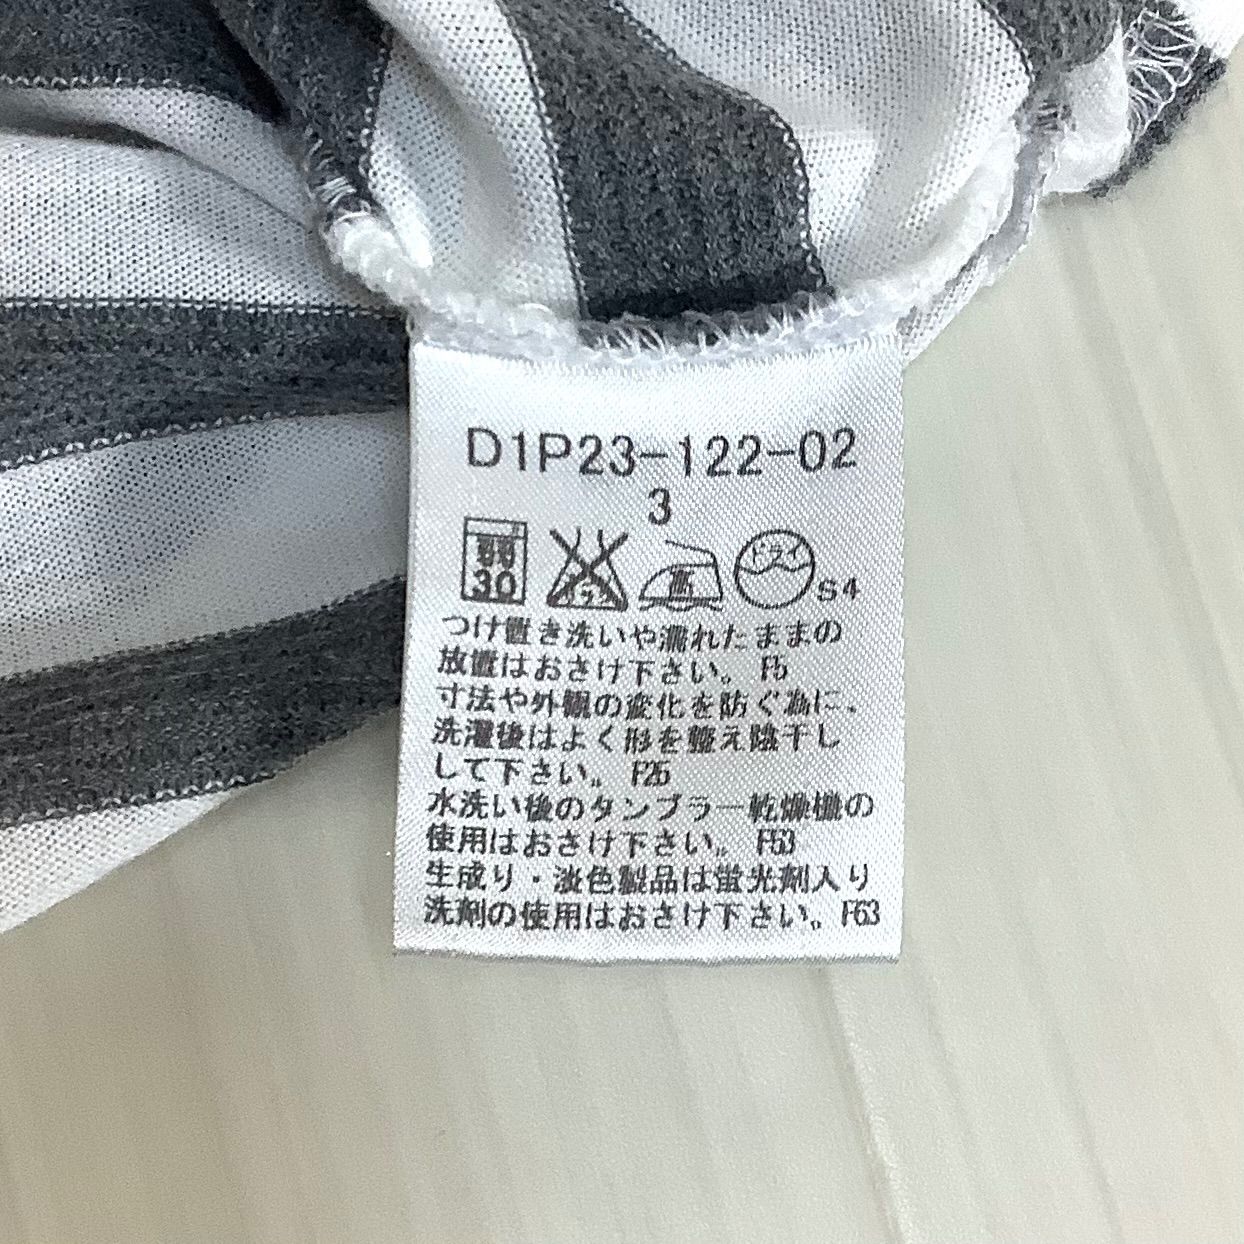 D1P23-122-02
3
30
高
ドライ
S4
つけ置き洗いや濡れたままの
放置はおさけ下さい。 F5
寸法や外観の変化を防ぐ為に、
洗濯後はよく形を整え陰干し
して下さい。 F26
水洗い後のタンブラー乾燥機の
使用はおさけ下さい。 F53
生成り・淡色製品は蛍光剤入り
洗剤の使用はおさけ下さい。 F63